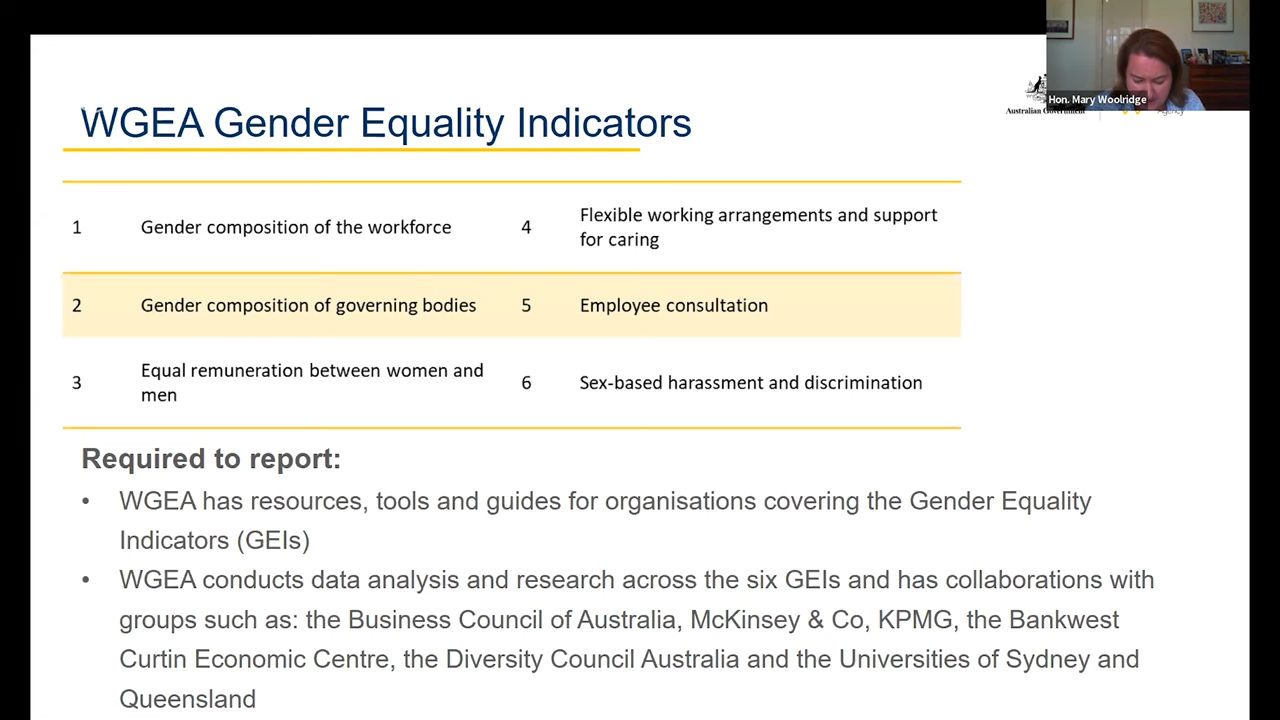 Hon. Mary Woolridge
Australian Government
Agency
WGEA Gender Equality Indicators
1 Gender composition of the workforce 4 Flexible working arrangements and support
for caring
2 Gender composition of governing bodies 5 Employee consultation
3 Equal remuneration between women and
men
6 Sex-based harassment and discrimination
Required to report:
• WGEA has resources, tools and guides for organisations covering the Gender Equality
Indicators (GEIs)
• WGEA conducts data analysis and research across the six GEIs and has collaborations with
groups such as: the Business Council of Australia, McKinsey & Co, KPMG, the Bankwest
Curtin Economic Centre, the Diversity Council Australia and the Universities of Sydney and
Queensland